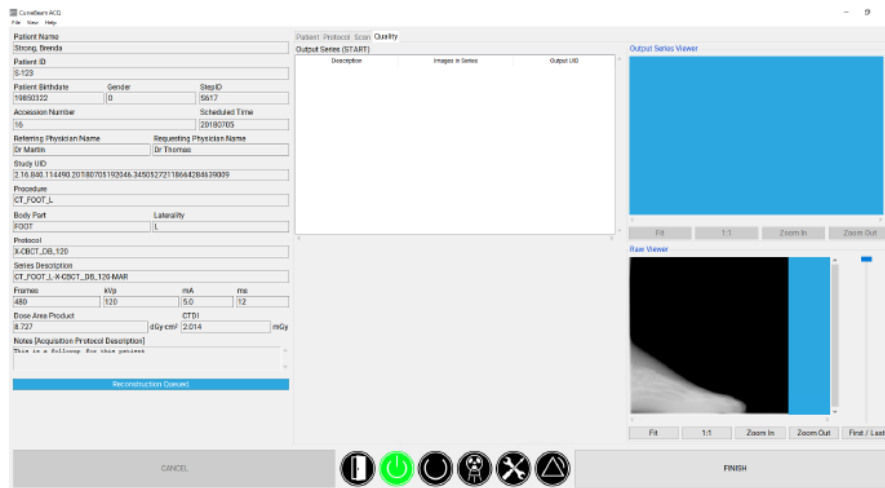 CurveBeam ACQ
File View Help
Patient Name
Strong, Brenda
Patient ID
S-123
Patient Birthdate Gender StepID
19850322 O S617
Accession Number Scheduled Time
16 20180705
Referring Physician Name Requesting Physician Name
Dr Martin Dr Thomas
Study UID
2.16.840.114490.20180705192046.34505272118664284639009
Procedure
CT_FOOT_L
Body Part Laterality
FOOT L
Protocol
X-CBCT_DB_120
Series Description
CT_FOOT_L-X-CBCT_DB_120-MAR
Frames kVp mA ms
480 120 5.0 12
Dose Area Product CTDI
8.727 dGy·cm² 2.014 mGy
Notes [Acquisition Protocol Description]
This is a followup for this patient
Reconstruction Queued
CANCEL
Patient Protocol Scan Quality
Output Series (START)
Description Images in Series Output UID
Output Series Viewer
Fit 1:1 Zoom In Zoom Out
Raw Viewer
Fit 1:1 Zoom In Zoom Out First / Last
FINISH